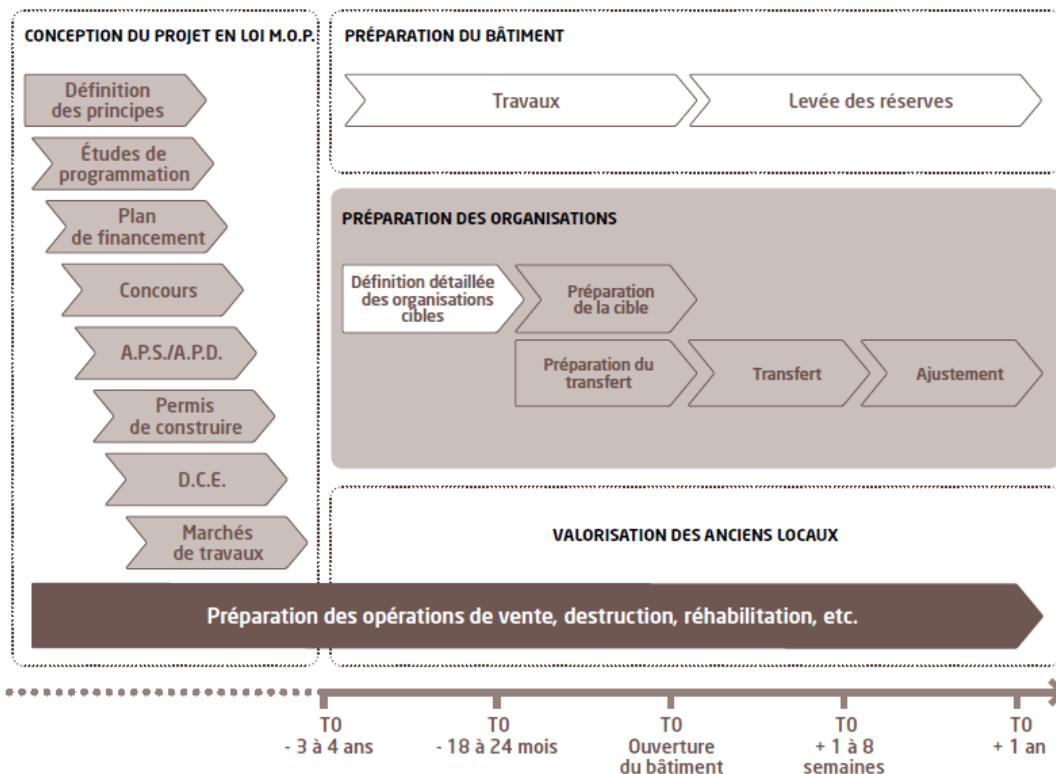 CONCEPTION DU PROJET EN LOI M.O.P.
Définition
des principes
Études de
programmation
Plan
de financement
Concours
A.P.S./A.P.D.
Permis
de construire
D.C.E.
Marchés
de travaux
PRÉPARATION DU BÂTIMENT
Travaux
Levée des réserves
PRÉPARATION DES ORGANISATIONS
Définition détaillée
des organisations
cibles
Préparation
de la cible
Préparation du
transfert
Transfert
Ajustement
VALORISATION DES ANCIENS LOCAUX
Préparation des opérations de vente, destruction, réhabilitation, etc.
T0
- 3 à 4 ans
T0
- 18 à 24 mois
T0
Ouverture
du bâtiment
T0
+ 1 à 8
semaines
T0
+ 1 an